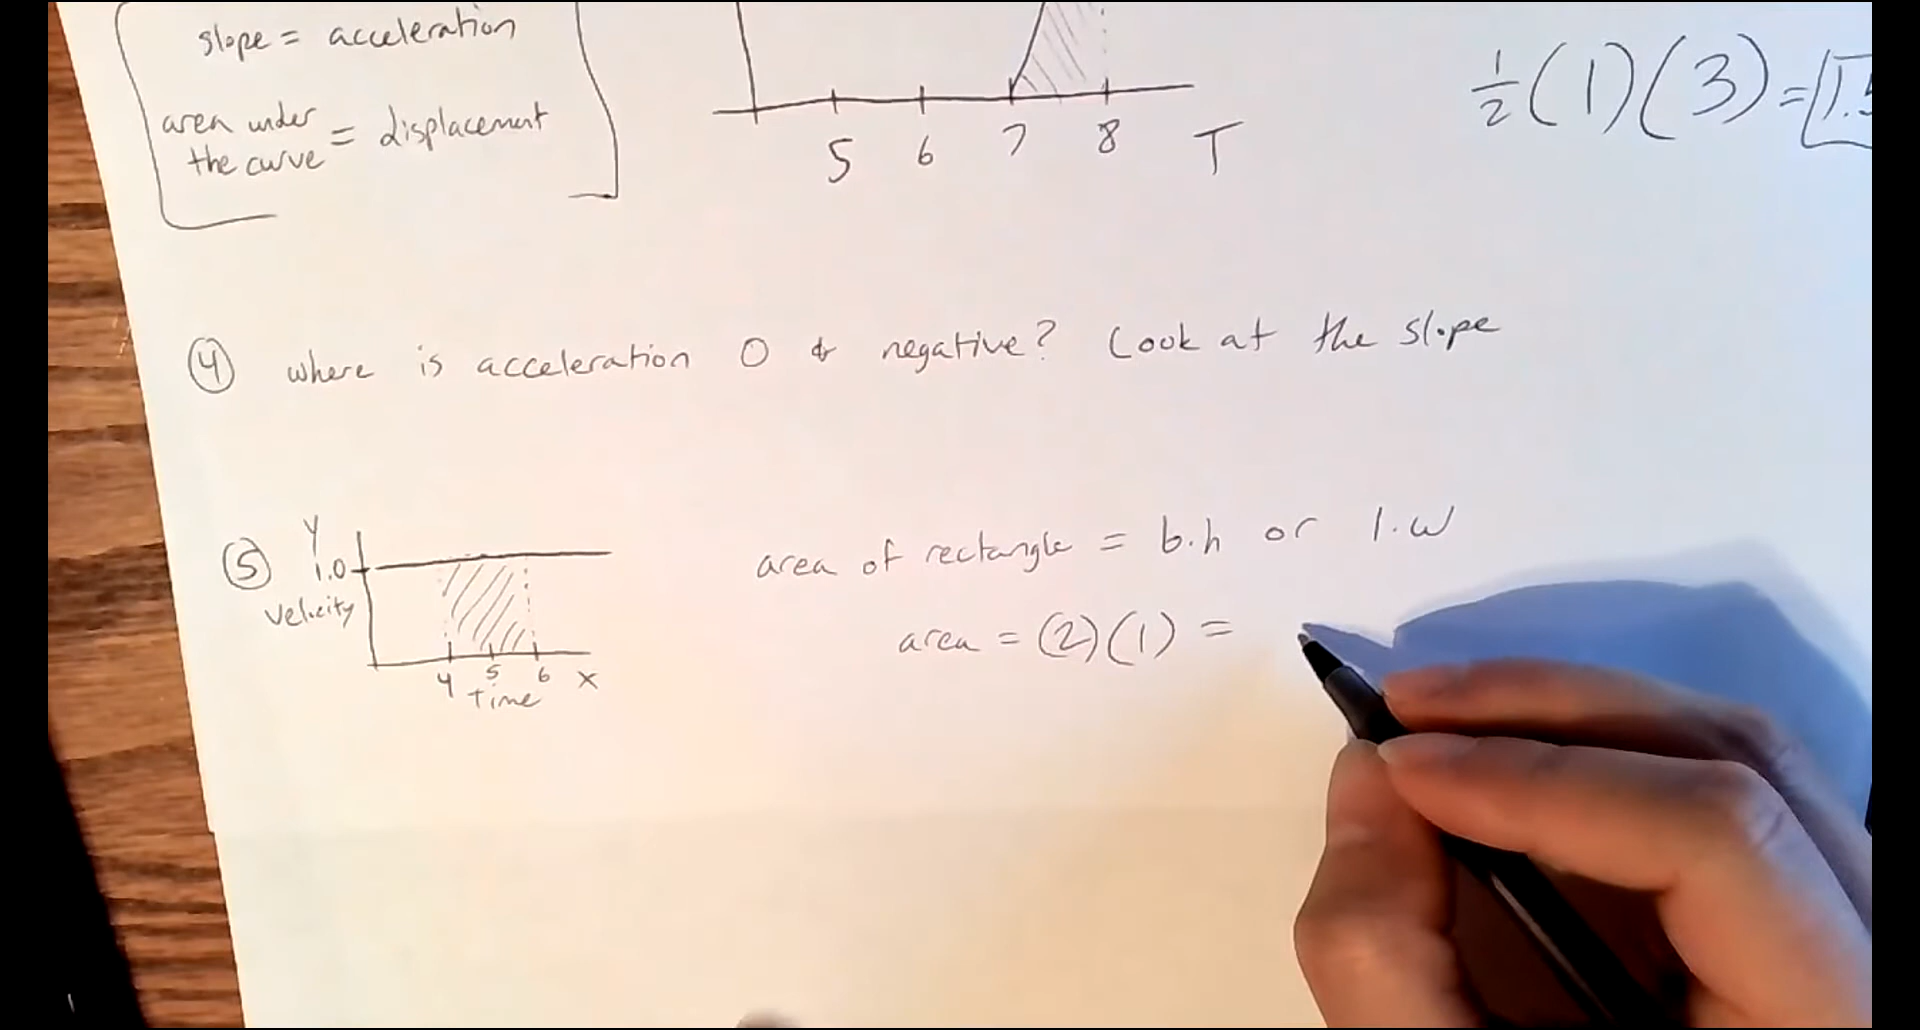 slope = acceleration
area under
the curve = displacement
5 6 7 8 T
1/2 (1)(3) = 1.5
④ where is acceleration 0 & negative? Look at the slope
⑤ y
1.0
velocity
4 5 6 x
time
area of rectangle = b.h or l.w
area = (2)(1) =